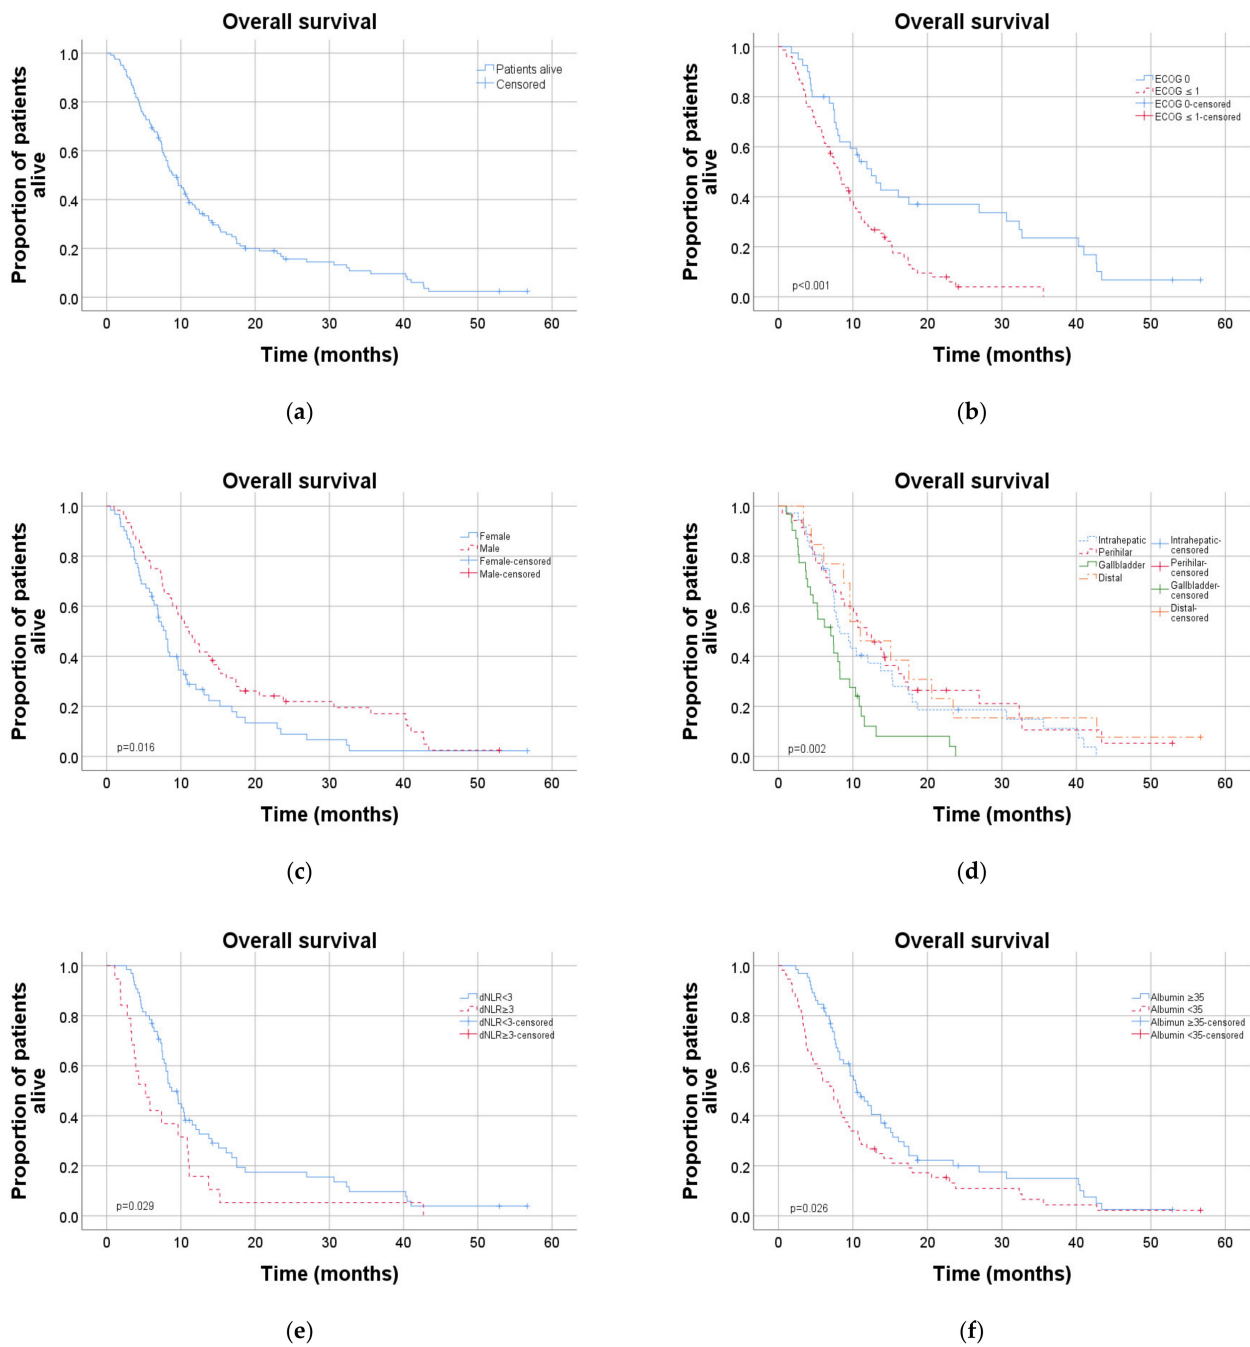 Overall survival
Proportion of patients
alive
1.0
0.8
0.6
0.4
0.2
0.0
Patients alive
Censored
0 10 20 30 40 50 60
Time (months)
(a)
Overall survival
Proportion of patients
alive
1.0
0.8
0.6
0.4
0.2
0.0
ECOG 0
ECOG ≤ 1
ECOG 0-censored
ECOG ≤ 1-censored
p<0.001
0 10 20 30 40 50 60
Time (months)
(b)
Overall survival
Proportion of patients
alive
1.0
0.8
0.6
0.4
0.2
0.0
Female
Male
Female-censored
Male-censored
p=0.016
0 10 20 30 40 50 60
Time (months)
(c)
Overall survival
Proportion of patients
alive
1.0
0.8
0.6
0.4
0.2
0.0
Intrahepatic
Perihilar
Gallbladder
Distal
Intrahepatic-
censored
Perihilar-
censored
Gallbladder-
censored
Distal-
censored
p=0.002
0 10 20 30 40 50 60
Time (months)
(d)
Overall survival
Proportion of patients
alive
1.0
0.8
0.6
0.4
0.2
0.0
dNLR<3
dNLR≥3
dNLR<3-censored
dNLR≥3-censored
p=0.029
0 10 20 30 40 50 60
Time (months)
(e)
Overall survival
Proportion of patients
alive
1.0
0.8
0.6
0.4
0.2
0.0
Albumin ≥35
Albumin <35
Albimun ≥35-censored
Albumin <35-censored
p=0.026
0 10 20 30 40 50 60
Time (months)
(f)